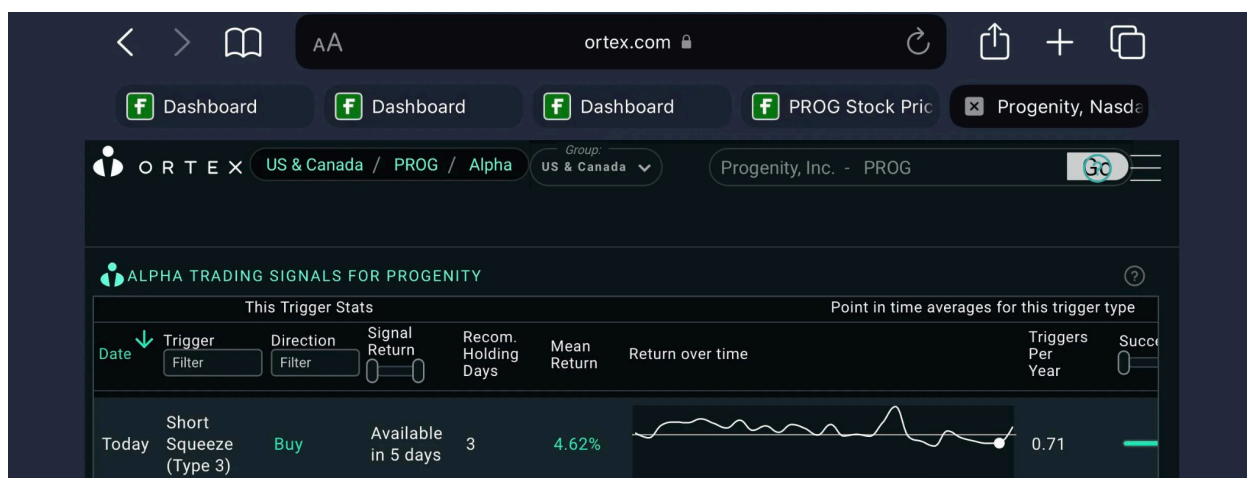 AA ortex.com
Dashboard Dashboard Dashboard PROG Stock Pric Progenity, Nasda
ORTEX US & Canada / PROG / Alpha Group: US & Canada Progenity, Inc. - PROG Go
ALPHA TRADING SIGNALS FOR PROGENITY ?
This Trigger Stats Point in time averages for this trigger type
Date Trigger Filter Direction Filter Signal Return Recom. Holding Days Mean Return Return over time Triggers Per Year Succe
Today Short Squeeze (Type 3) Buy Available in 5 days 3 4.62% 0.71